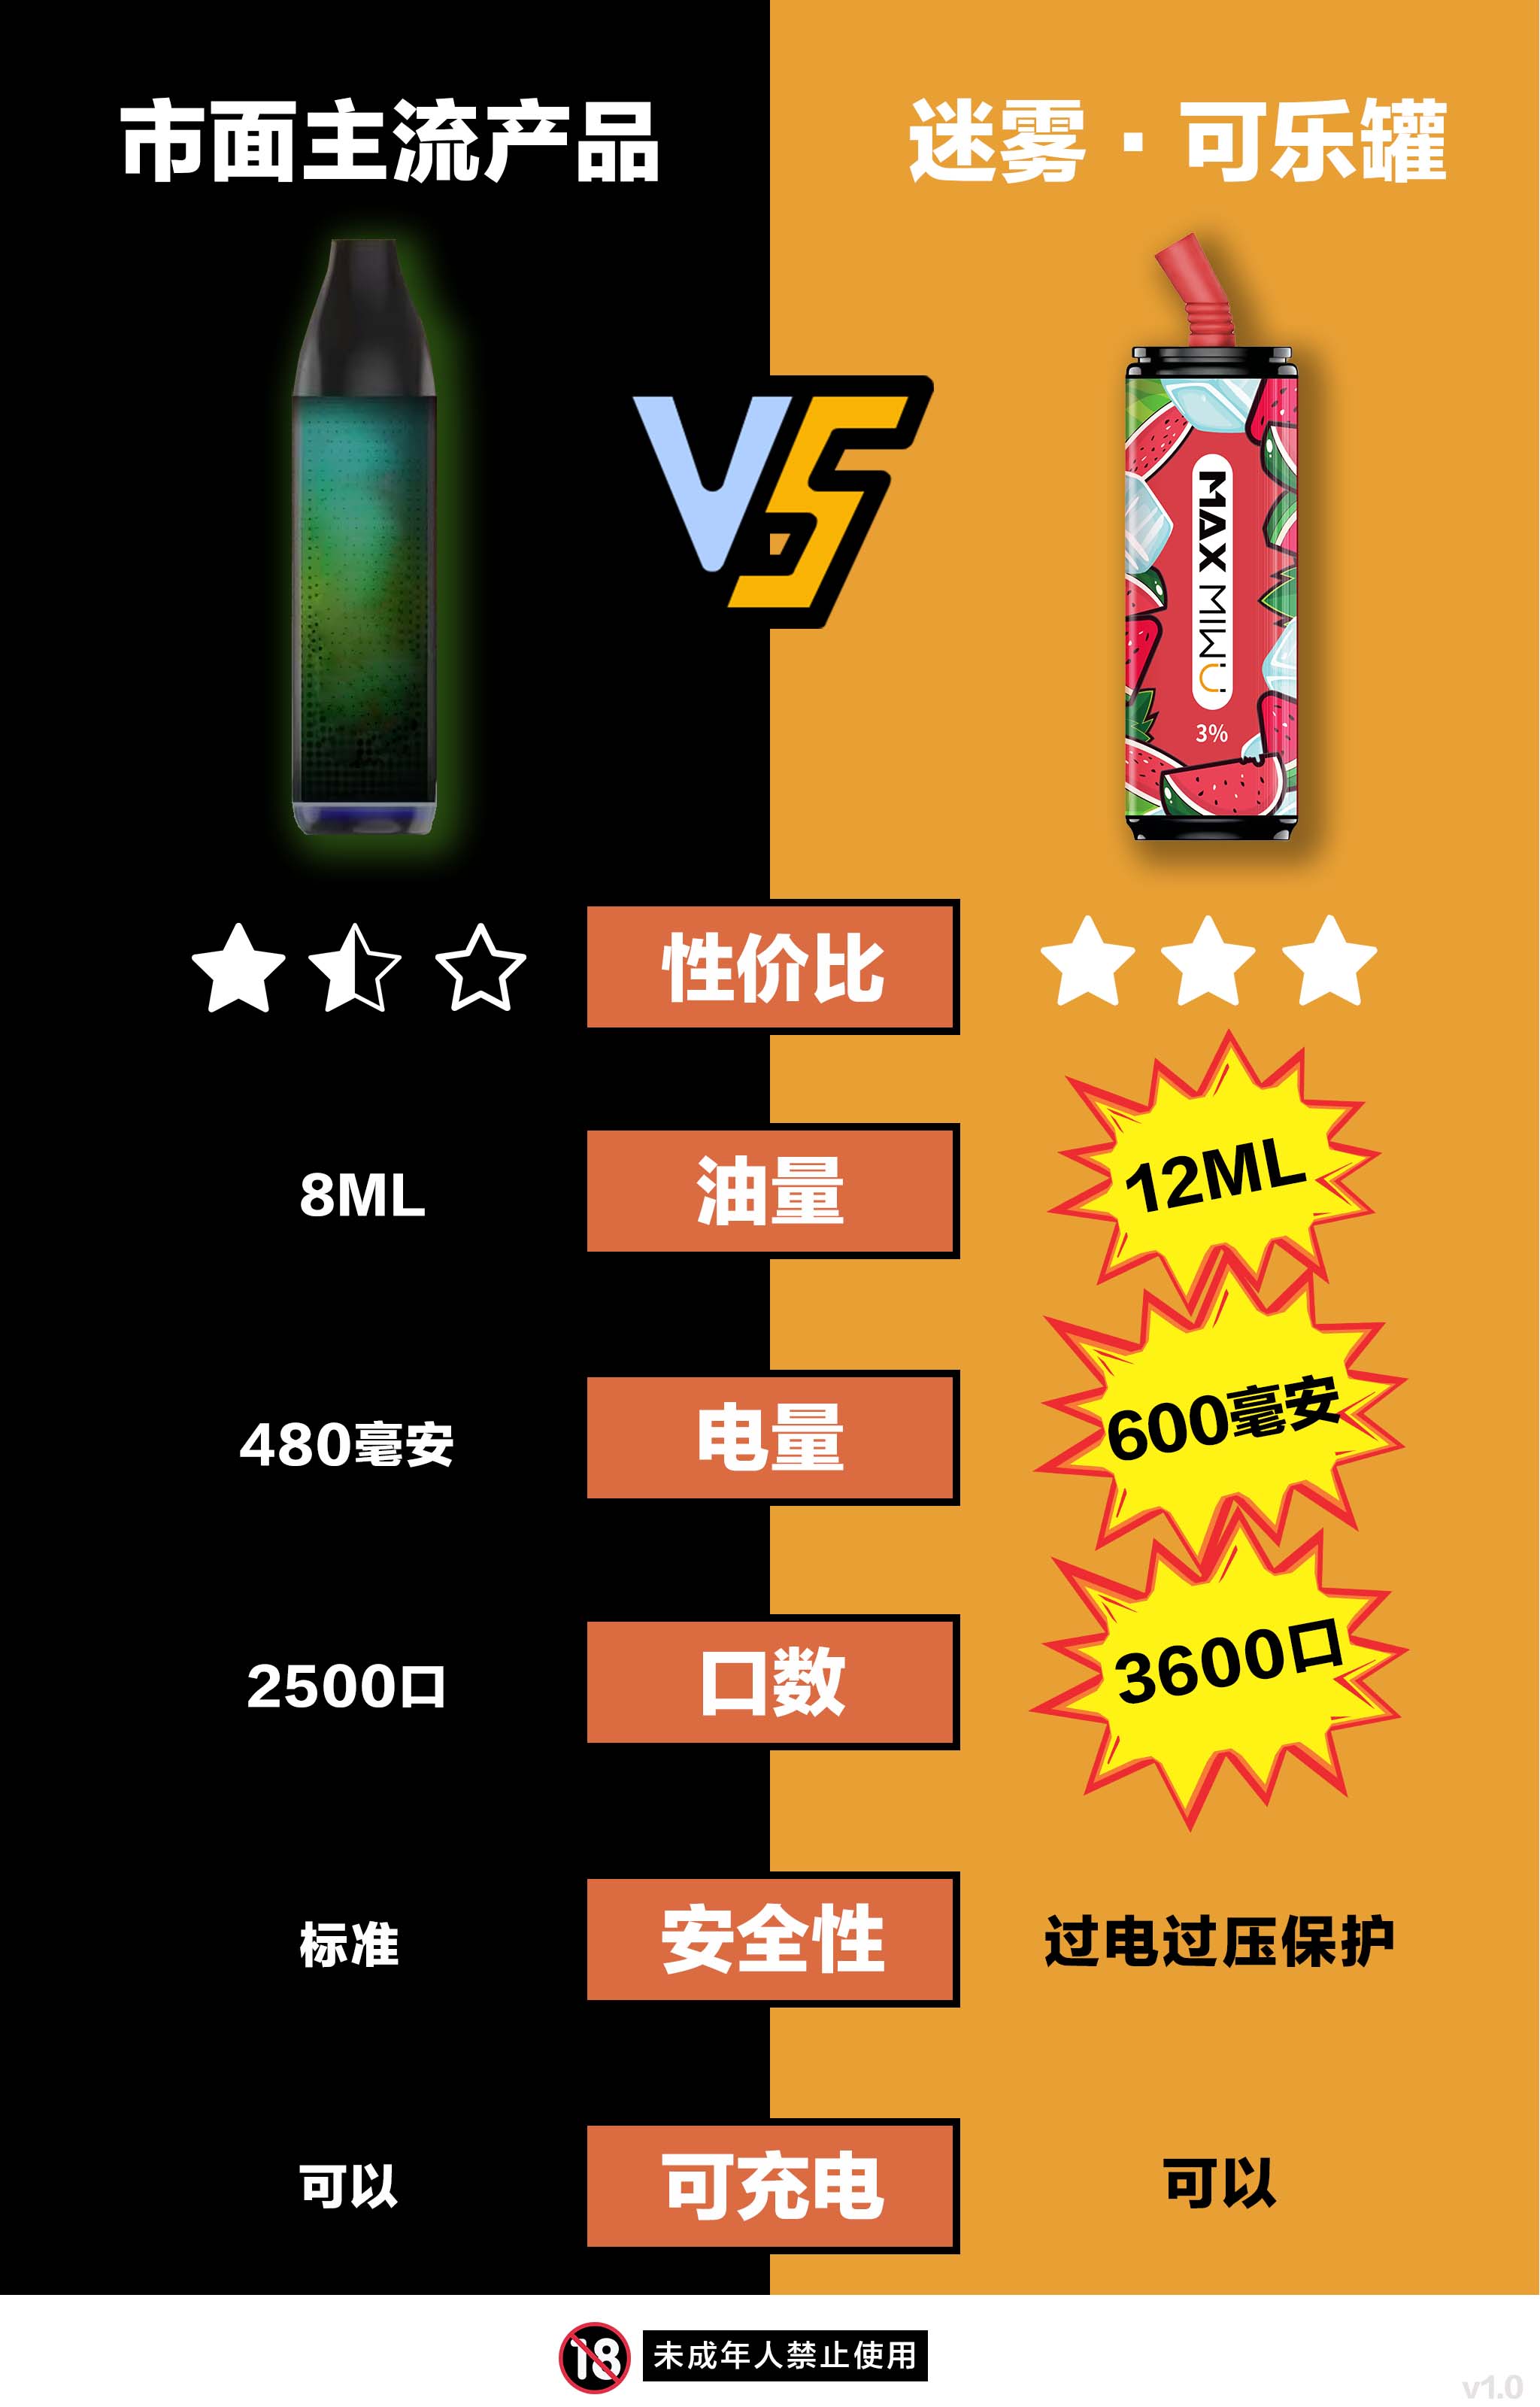 市面主流产品
迷雾·可乐罐
VS
MAX MIWÜ
3%
性价比
8ML
油量
12ML
480毫安
电量
600毫安
2500口
口数
3600口
标准
安全性
过电过压保护
可以
可充电
可以
18
未成年人禁止使用
v1.0